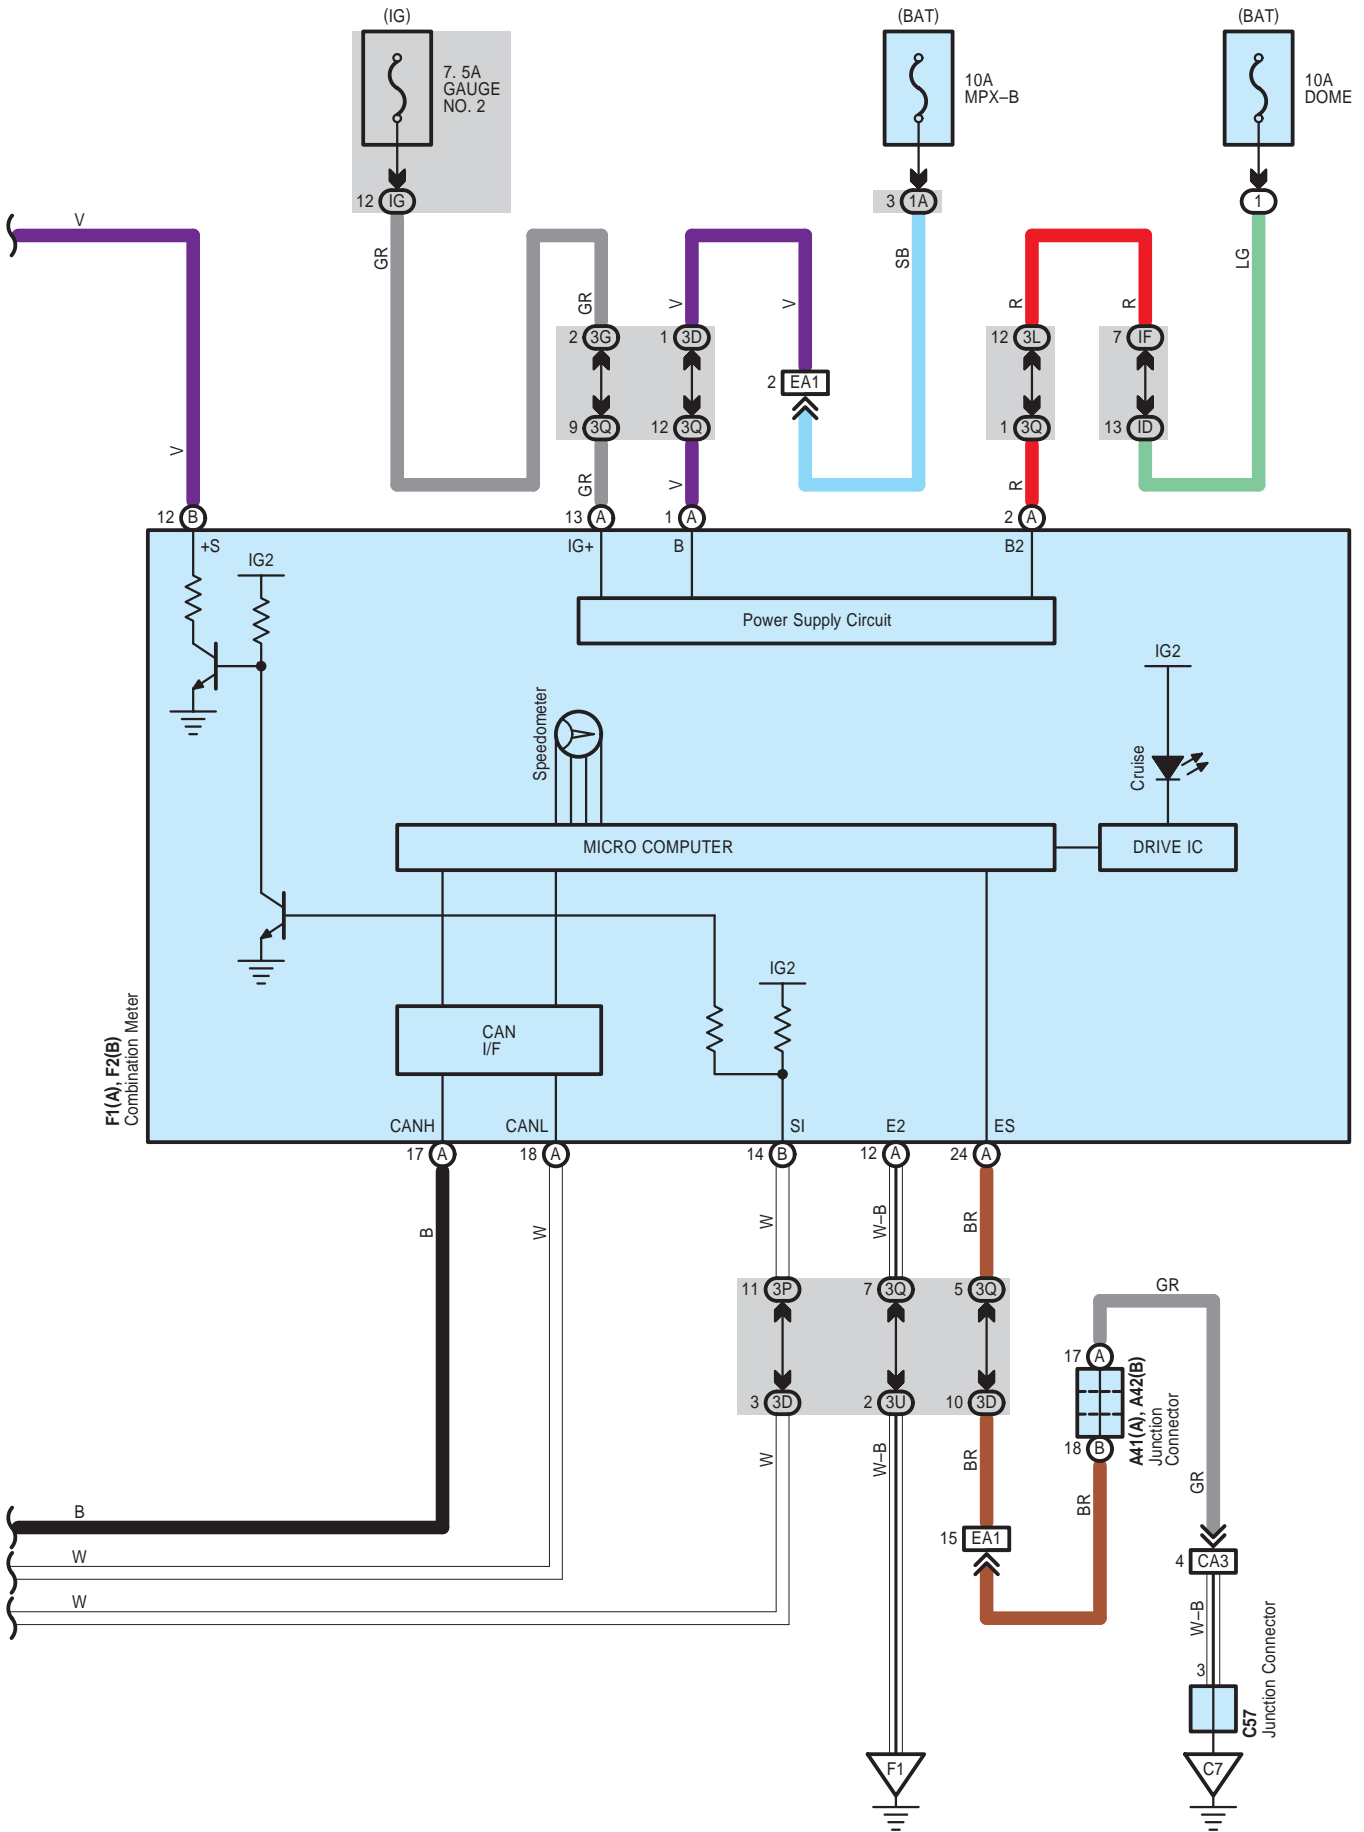 (IG)
(BAT)
(BAT)
7. 5A
GAUGE
NO. 2
10A
MPX–B
10A
DOME
12 IG
3 1A
1
V
GR
SB
LG
GR
V
V
R
R
2 3G
1 3D
12 3L
7 IF
2 EA1
9 3Q
12 3Q
1 3Q
13 ID
V
GR
V
R
12 B
13 A
1 A
2 A
+S
IG+
B
B2
IG2
Power Supply Circuit
IG2
Speedometer
Cruise
MICRO COMPUTER
DRIVE IC
IG2
CAN
I/F
F1(A), F2(B)
Combination Meter
CANH
CANL
SI
E2
ES
17 A
18 A
14 B
12 A
24 A
B
W
W
W–B
BR
11 3P
7 3Q
5 3Q
GR
17 A
3 3D
2 3U
10 3D
A41(A), A42(B)
Junction
Connector
18 B
W
W–B
BR
BR
GR
B
15 EA1
4 CA3
W
W
W–B
3
C57
Junction Connector
F1
C7